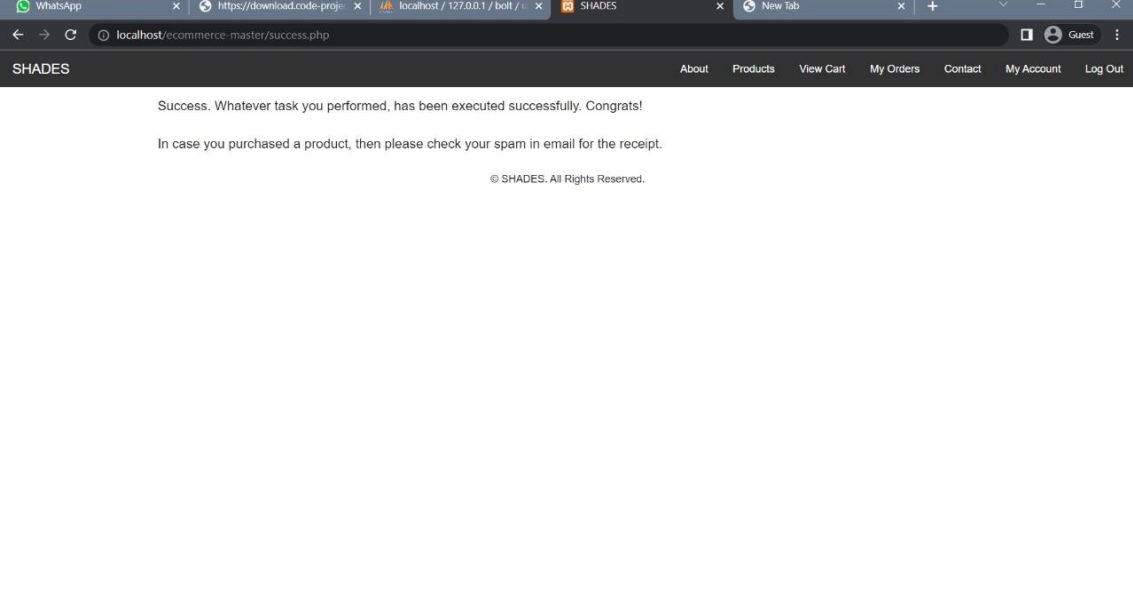 WhatsApp
https://download.code-proje
localhost / 127.0.0.1 / bolt / u
SHADES
New Tab
localhost/ecommerce-master/success.php
Guest
SHADES
About
Products
View Cart
My Orders
Contact
My Account
Log Out
Success. Whatever task you performed, has been executed successfully. Congrats!
In case you purchased a product, then please check your spam in email for the receipt.
© SHADES. All Rights Reserved.